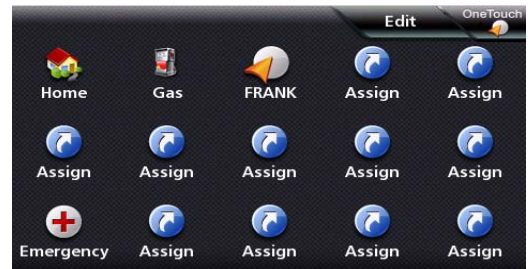 Edit OneTouch
Home Gas FRANK Assign Assign
Assign Assign Assign Assign Assign
Emergency Assign Assign Assign Assign